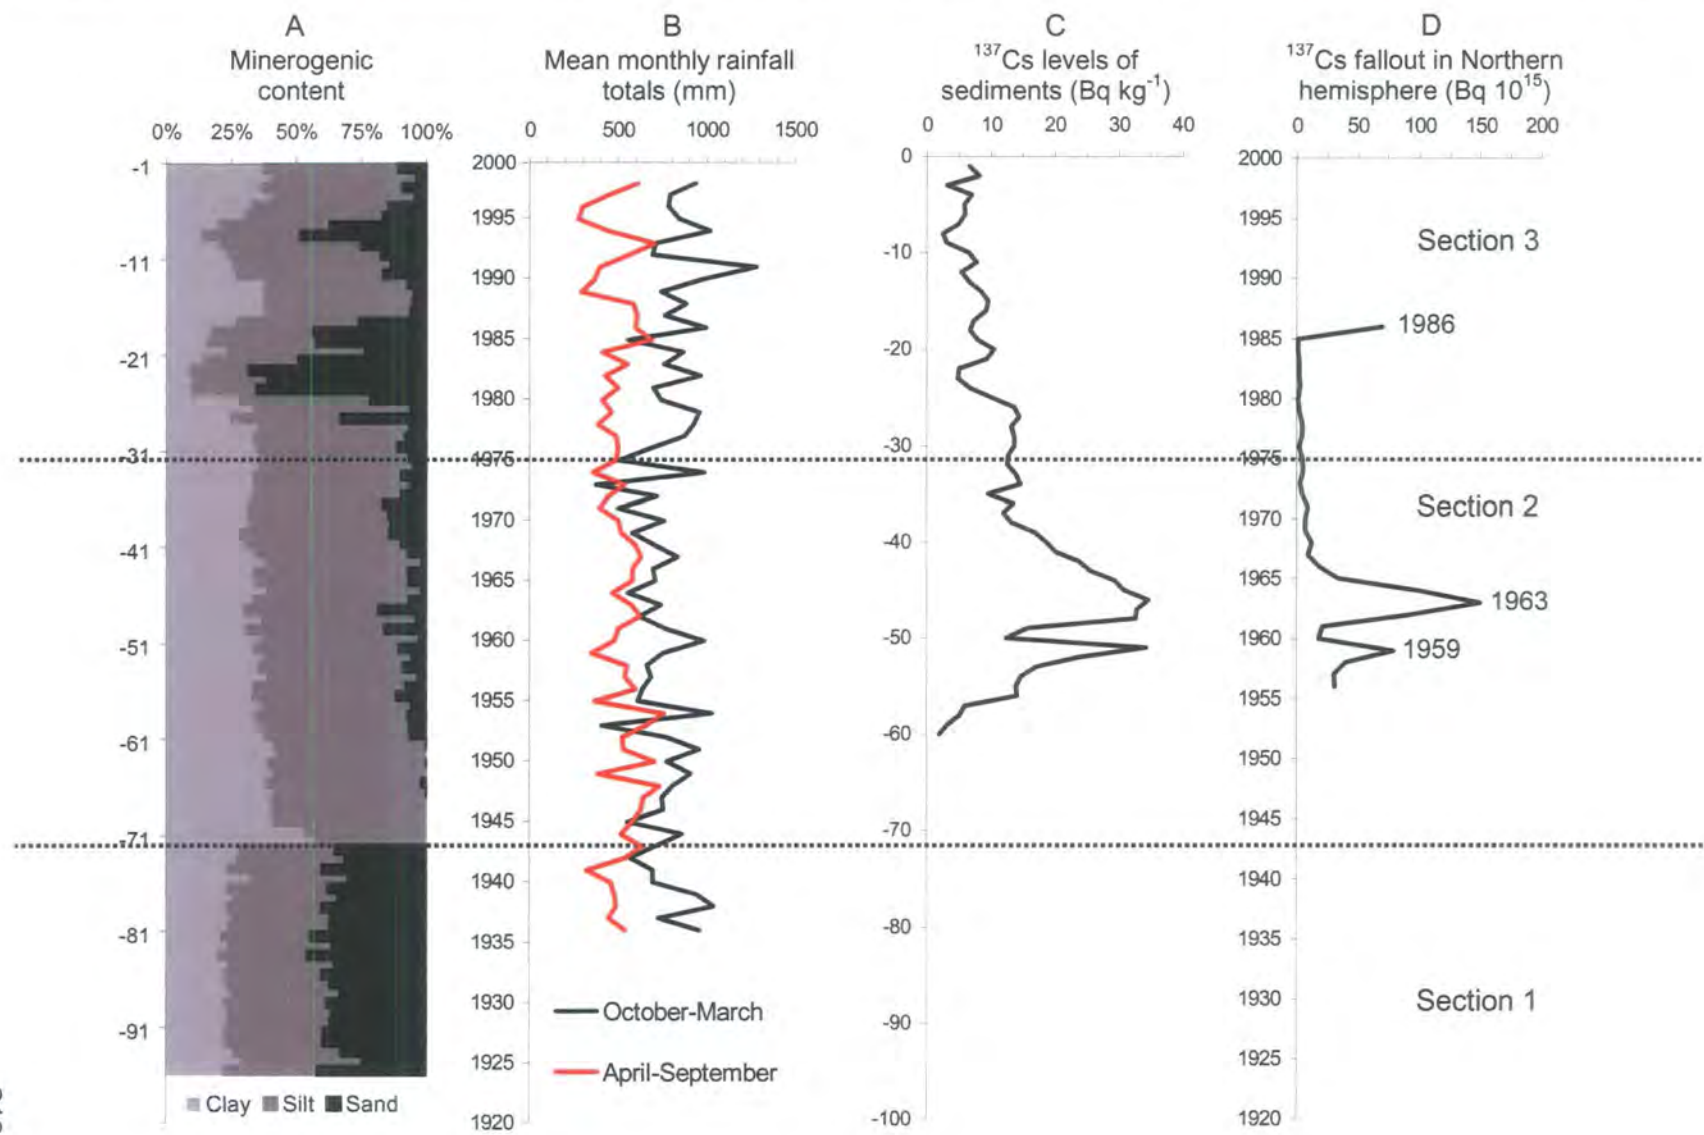 A
Minerogenic
content
0% 25% 50% 75% 100%
-1
-11
-21
-31
-41
-51
-61
-71
-81
-91
Clay Silt Sand
B
Mean monthly rainfall
totals (mm)
0 500 1000 1500
2000
1995
1990
1985
1980
1975
1970
1965
1960
1955
1950
1945
1940
1935
1930
1925
1920
October-March
April-September
C
¹³⁷Cs levels of
sediments (Bq kg⁻¹)
0 10 20 30 40
0
-10
-20
-30
-40
-50
-60
-70
-80
-90
-100
D
¹³⁷Cs fallout in Northern
hemisphere (Bq 10¹⁵)
0 50 100 150 200
2000
1995
1990
1985
1980
1975
1970
1965
1960
1955
1950
1945
1940
1935
1930
1925
1920
Section 3
1986
Section 2
1963
1959
Section 1